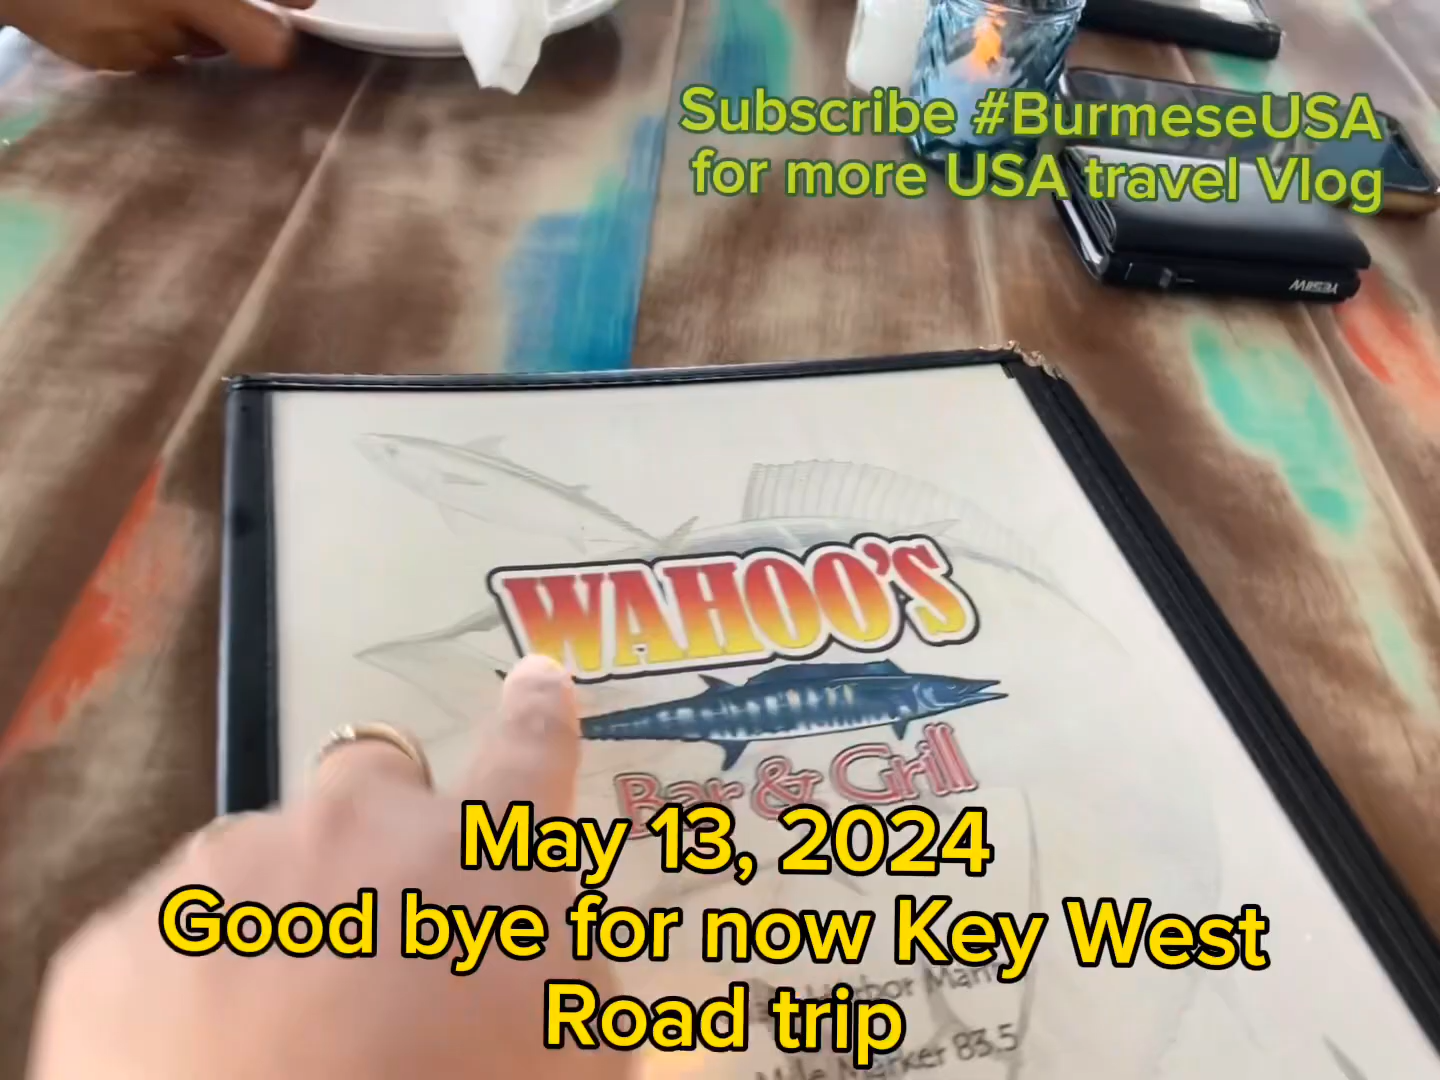 Subscribe #BurmeseUSA
for more USA travel Vlog
WAHOO'S
Bar & Grill
May 13, 2024
Good bye for now Key West
Road trip
Mile Marker 83.5